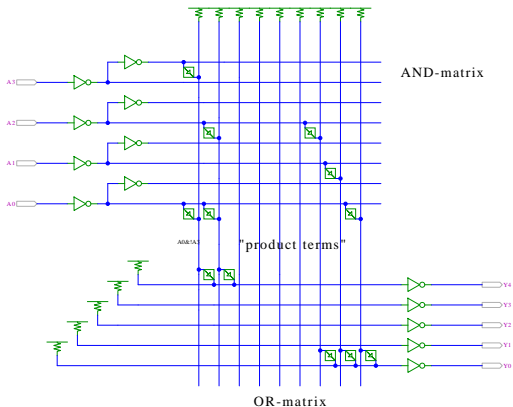 AND-matrix
A3
A2
A1
A0
A0&!A3
"product terms"
Y4
Y3
Y2
Y1
Y0
OR-matrix